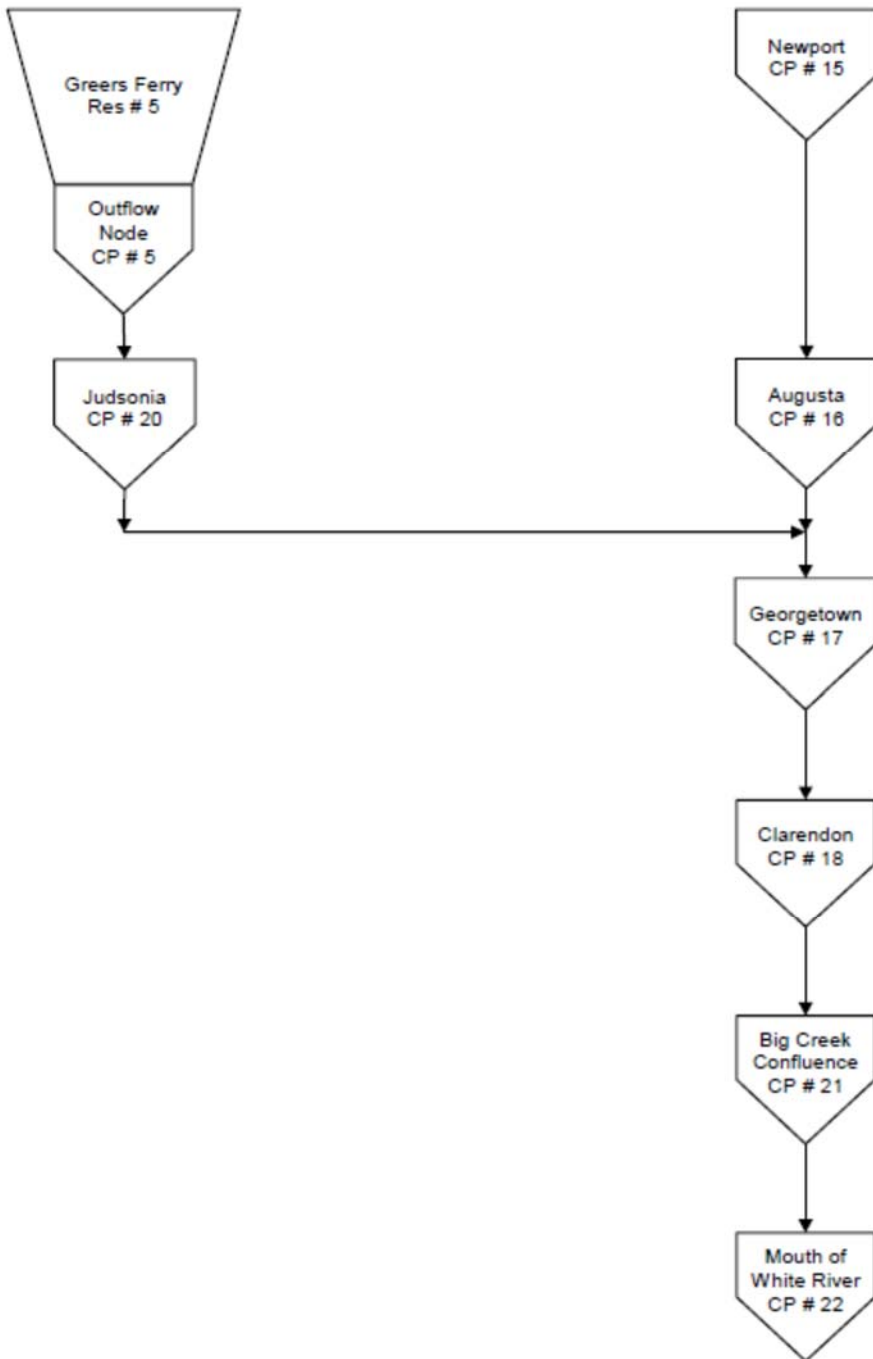 Greers Ferry
Res # 5
Outflow
Node
CP # 5
Newport
CP # 15
Judsonia
CP # 20
Augusta
CP # 16
Georgetown
CP # 17
Clarendon
CP # 18
Big Creek
Confluence
CP # 21
Mouth of
White River
CP # 22